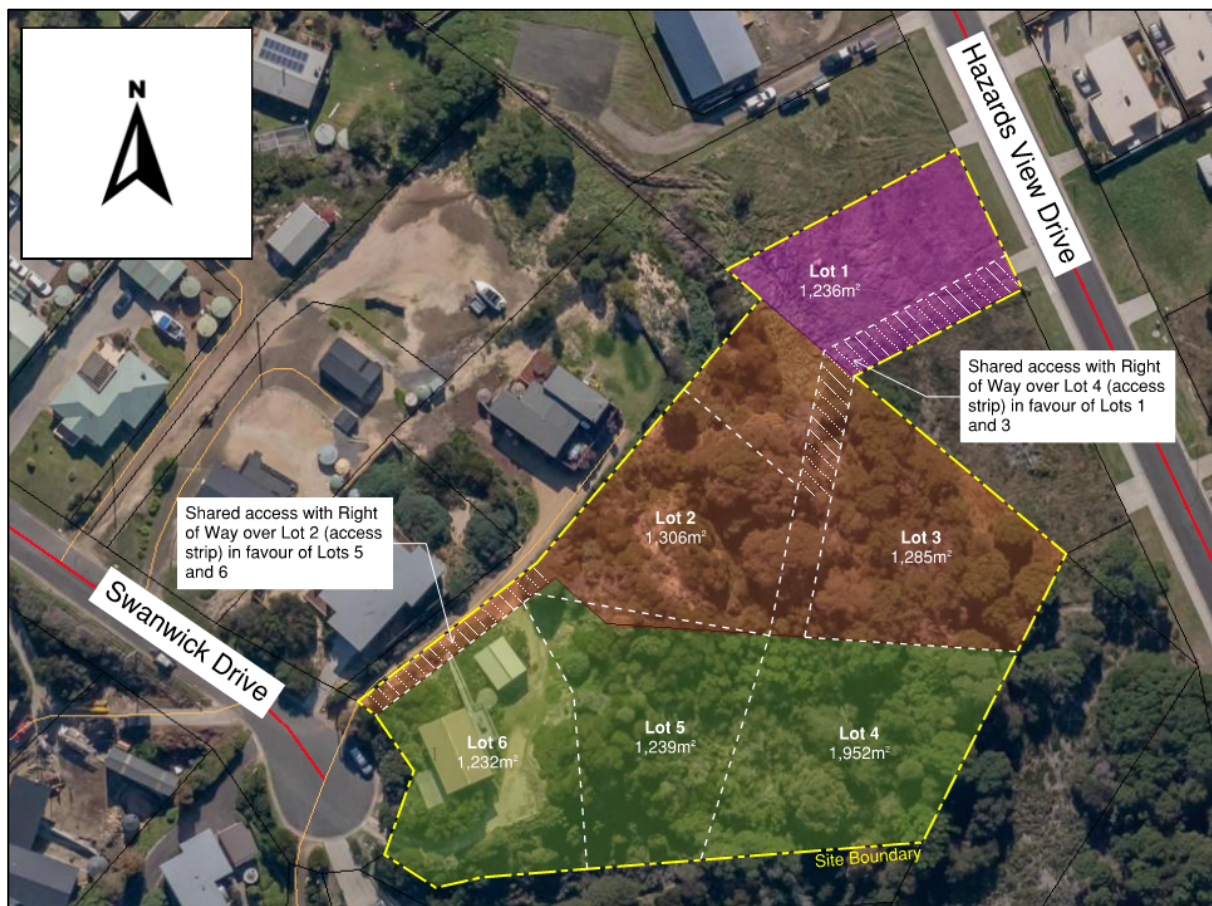 N
Hazards View Drive
Lot 1
1,236m²
Shared access with Right
of Way over Lot 4 (access
strip) in favour of Lots 1
and 3
Shared access with Right
of Way over Lot 2 (access
strip) in favour of Lots 5
and 6
Lot 2
1,306m²
Lot 3
1,285m²
Swanwick Drive
Lot 6
1,232m²
Lot 5
1,239m²
Lot 4
1,952m²
Site Boundary